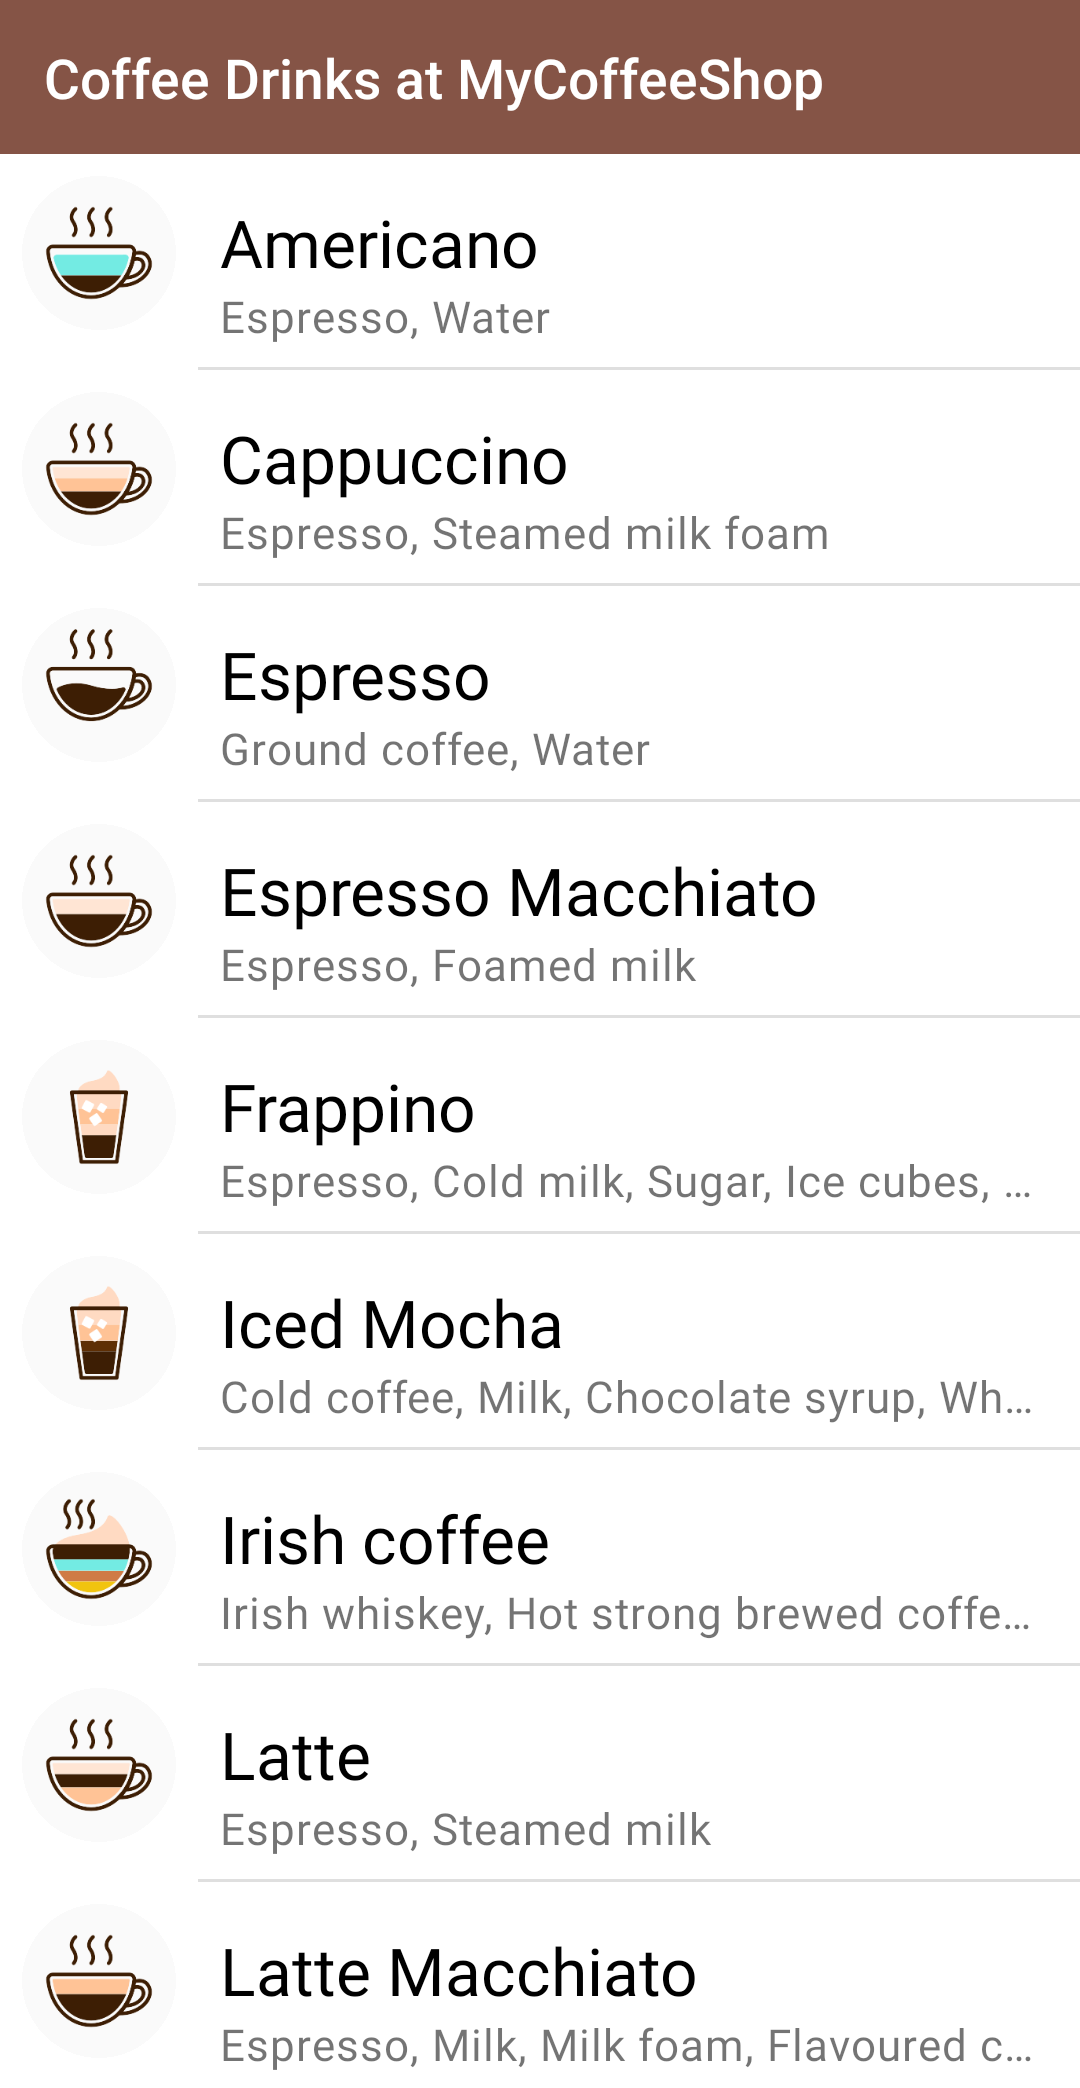 Coffee Drinks at MyCoffeeShop
Americano
Espresso, Water
Cappuccino
Espresso, Steamed milk foam
Espresso
Ground coffee, Water
Espresso Macchiato
Espresso, Foamed milk
Frappino
Espresso, Cold milk, Sugar, Ice cubes, ...
Iced Mocha
Cold coffee, Milk, Chocolate syrup, Wh...
Irish coffee
Irish whiskey, Hot strong brewed coffe...
Latte
Espresso, Steamed milk
Latte Macchiato
Espresso, Milk, Milk foam, Flavoured c...